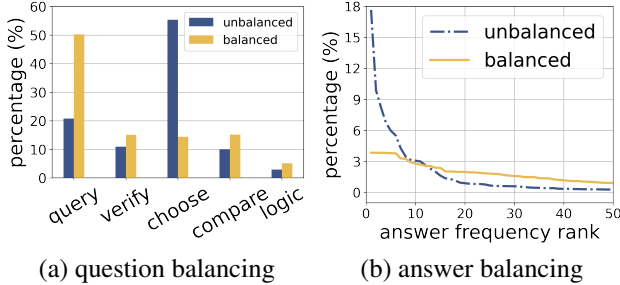 percentage (%)
60
50
40
30
20
10
0
unbalanced
balanced
query
verify
choose
compare
logic
(a) question balancing
percentage (%)
18
15
12
9
6
3
0
unbalanced
balanced
0 10 20 30 40 50
answer frequency rank
(b) answer balancing